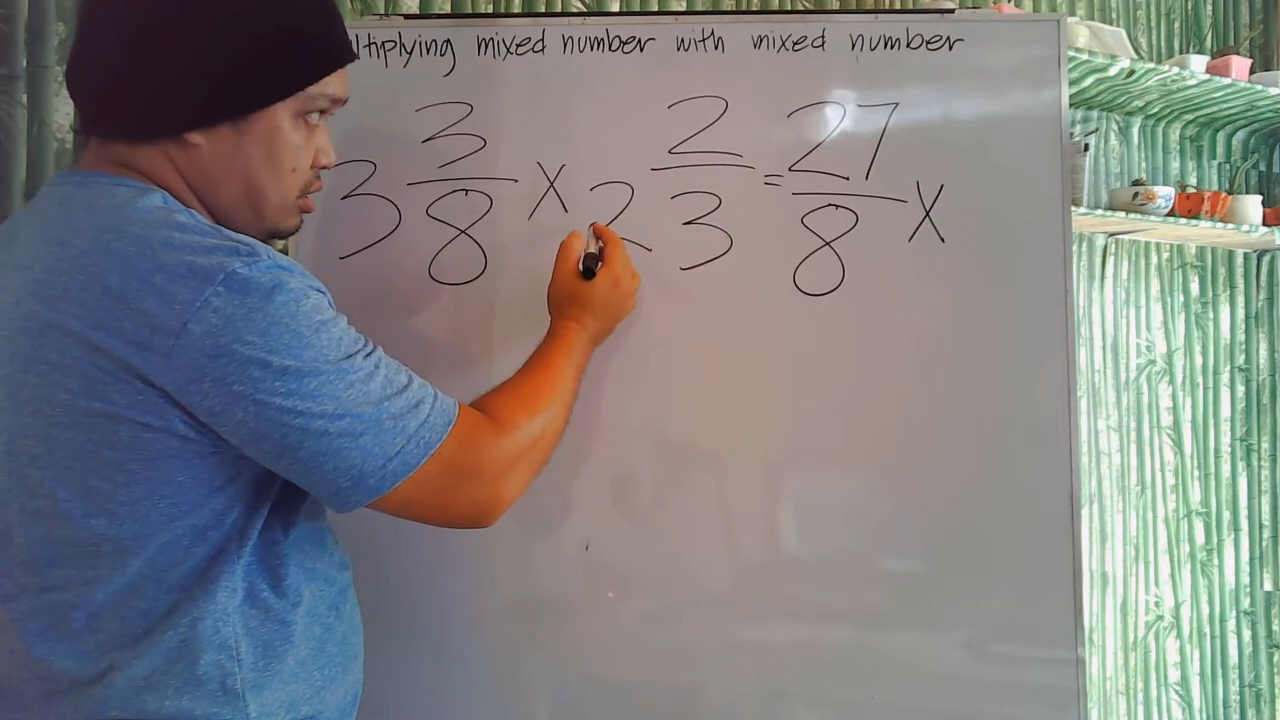 ltiplying mixed number with mixed number
3 3/8 x 2 2/3 = 27/8 x